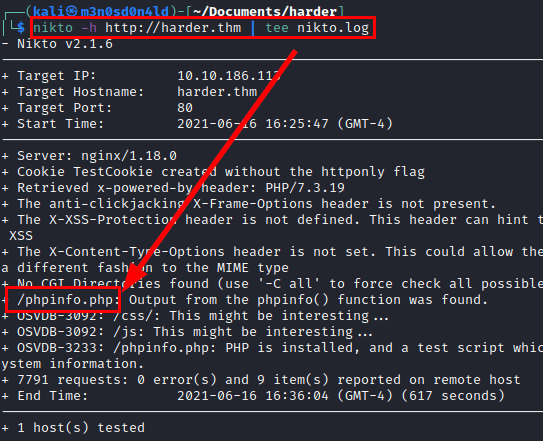 (kali㉿m3n0sd0n4ld)-[~/Documents/harder]
$ nikto -h http://harder.thm | tee nikto.log
- Nikto v2.1.6
+ Target IP: 10.10.186.113
+ Target Hostname: harder.thm
+ Target Port: 80
+ Start Time: 2021-06-16 16:25:47 (GMT-4)
+ Server: nginx/1.18.0
+ Cookie TestCookie created without the httponly flag
+ Retrieved x-powered-by header: PHP/7.3.19
+ The anti-clickjacking X-Frame-Options header is not present.
+ The X-XSS-Protection header is not defined. This header can hint t
XSS
+ The X-Content-Type-Options header is not set. This could allow the
a different fashion to the MIME type
+ No CGI Directories found (use '-C all' to force check all possible
+ /phpinfo.php: Output from the phpinfo() function was found.
+ OSVDB-3092: /css/: This might be interesting...
+ OSVDB-3092: /js: This might be interesting...
+ OSVDB-3233: /phpinfo.php: PHP is installed, and a test script whic
ystem information.
+ 7791 requests: 0 error(s) and 9 item(s) reported on remote host
+ End Time: 2021-06-16 16:36:04 (GMT-4) (617 seconds)
+ 1 host(s) tested